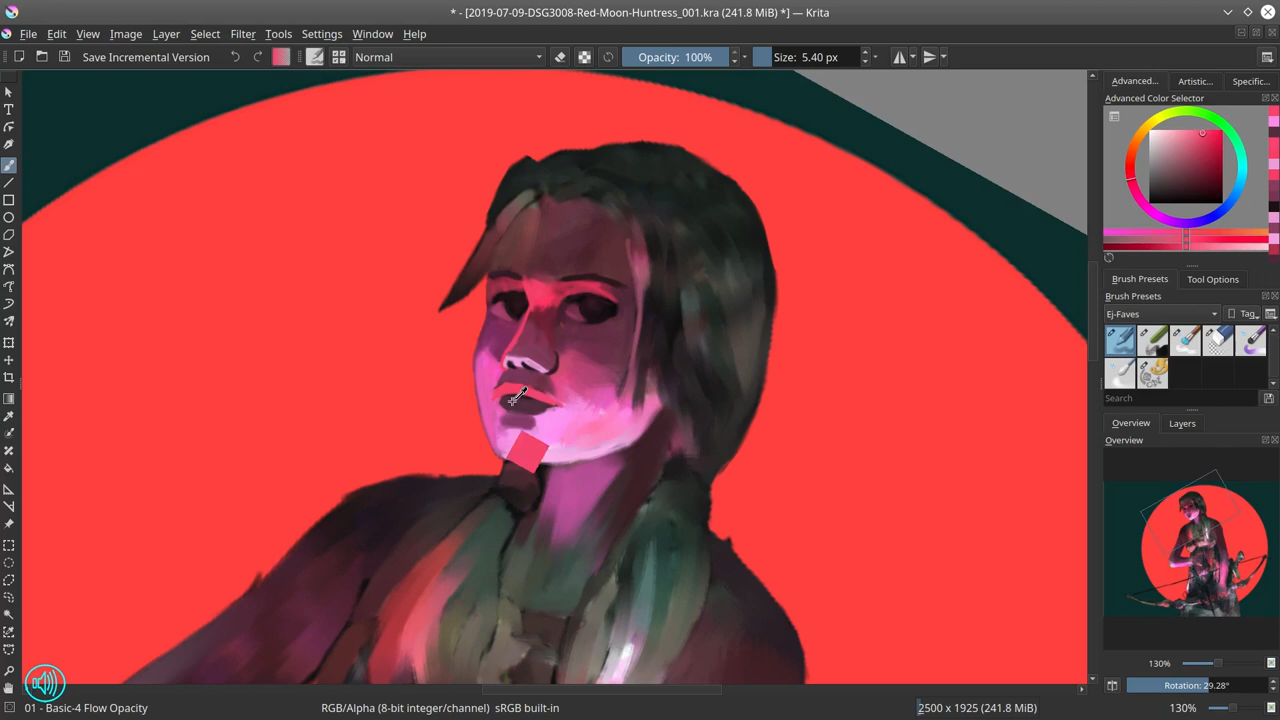 * - [2019-07-09-DSG3008-Red-Moon-Huntress_001.kra (241.8 MiB) *] — Krita
File Edit View Image Layer Select Filter Tools Settings Window Help
Save Incremental Version Normal Opacity: 100% Size: 5.40 px
Advanced... Artistic... Specific...
Advanced Color Selector
Brush Presets Tool Options
Brush Presets
Ej-Faves Tag
Search
Overview Layers
Overview
130%
Rotation: 29.28°
01 - Basic-4 Flow Opacity RGB/Alpha (8-bit integer/channel) sRGB built-in 2500 x 1925 (241.8 MiB) 130%